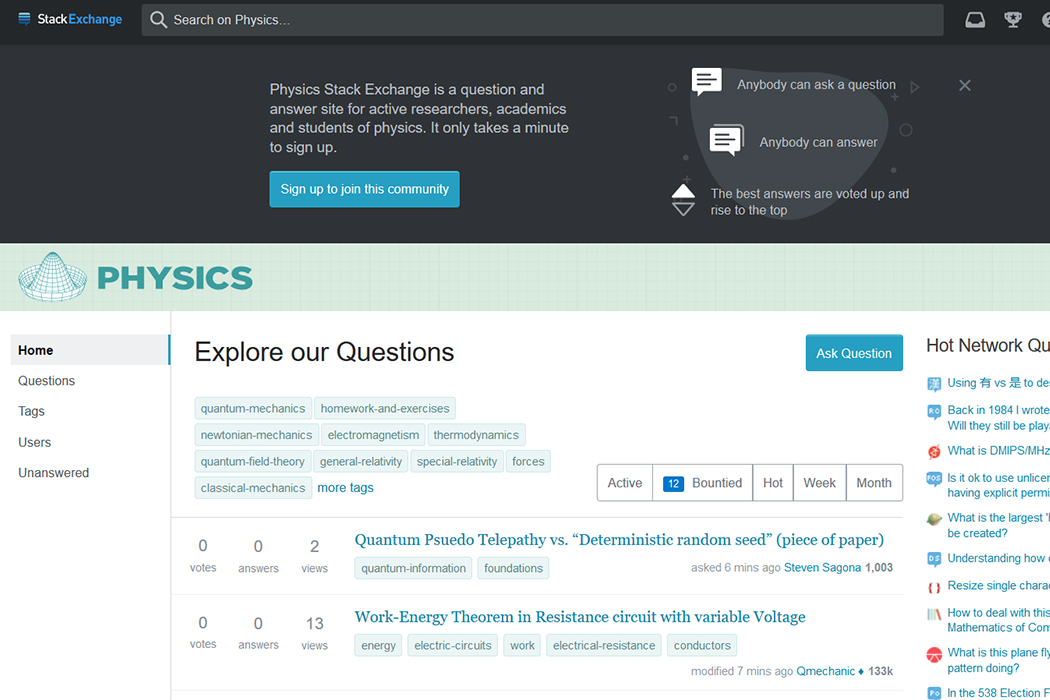 StackExchange
Search on Physics...
Physics Stack Exchange is a question and
answer site for active researchers, academics
and students of physics. It only takes a minute
to sign up.
Sign up to join this community
Anybody can ask a question
Anybody can answer
The best answers are voted up and
rise to the top
PHYSICS
Home
Questions
Tags
Users
Unanswered
Explore our Questions
Ask Question
quantum-mechanics homework-and-exercises
newtonian-mechanics electromagnetism thermodynamics
quantum-field-theory general-relativity special-relativity forces
classical-mechanics more tags
Active 12 Bountied Hot Week Month
0 votes 0 answers 2 views
Quantum Psuedo Telepathy vs. “Deterministic random seed” (piece of paper)
quantum-information foundations
asked 6 mins ago Steven Sagona 1,003
0 votes 0 answers 13 views
Work-Energy Theorem in Resistance circuit with variable Voltage
energy electric-circuits work electrical-resistance conductors
modified 7 mins ago Qmechanic ♦ 133k
Hot Network Qu
Using 有 vs 是 to de
Back in 1984 I wrote
Will they still be play
What is DMIPS/MHz
Is it ok to use unlicen
having explicit permi
What is the largest
be created?
Understanding how
Resize single charac
How to deal with this
Mathematics of Com
What is this plane fly
pattern doing?
In the 538 Election F